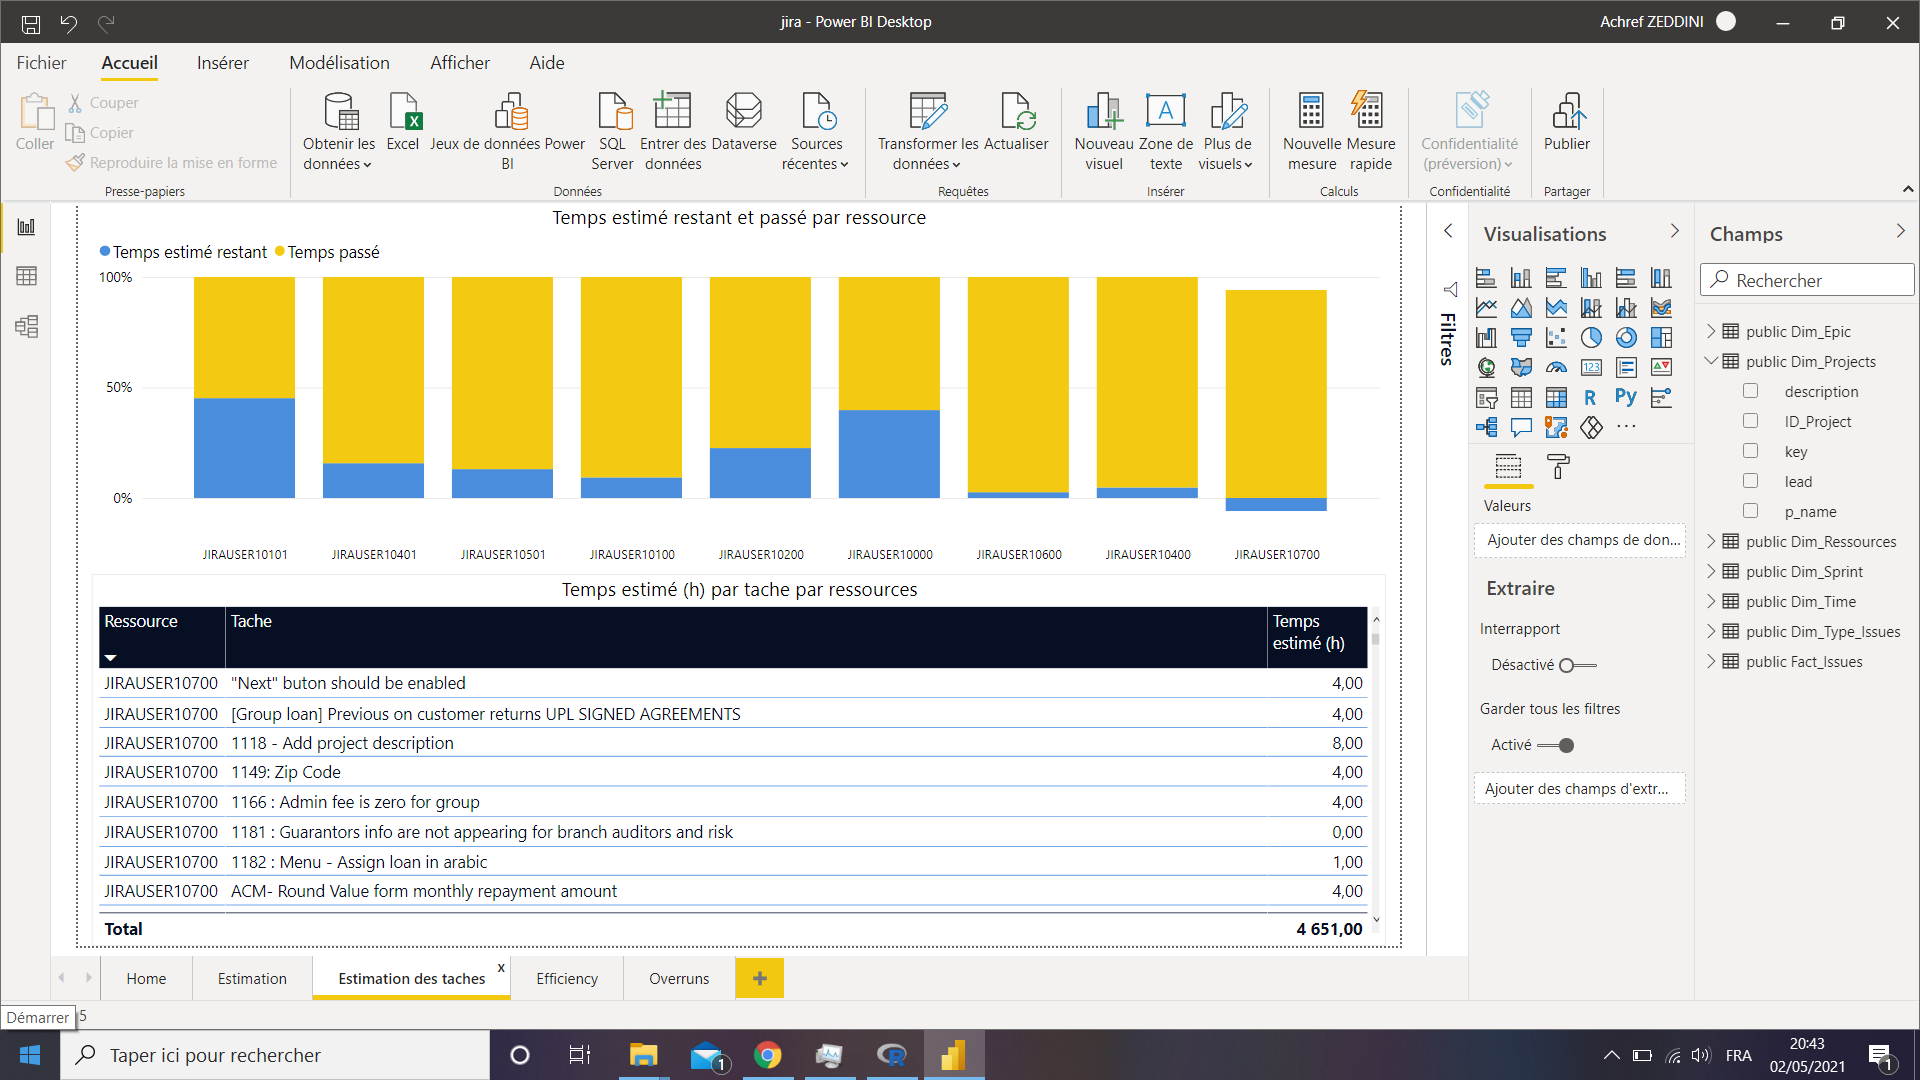 jira - Power BI Desktop
Achref ZEDDINI
Fichier Accueil Insérer Modélisation Afficher Aide
Coller
Couper
Copier
Reproduire la mise en forme
Presse-papiers
Obtenir les données
Excel
Jeux de données Power BI
SQL Server
Entrer des données
Dataverse
Sources récentes
Données
Transformer les données
Actualiser
Requêtes
Nouveau visuel
Zone de texte
Plus de visuels
Insérer
Nouvelle mesure
Mesure rapide
Calculs
Confidentialité (préversion)
Confidentialité
Publier
Partager
Temps estimé restant et passé par ressource
Temps estimé restant Temps passé
100%
50%
0%
JIRAUSER10101 JIRAUSER10401 JIRAUSER10501 JIRAUSER10100 JIRAUSER10200 JIRAUSER10000 JIRAUSER10600 JIRAUSER10400 JIRAUSER10700
Temps estimé (h) par tache par ressources
Ressource Tache Temps estimé (h)
JIRAUSER10700 "Next" buton should be enabled 4,00
JIRAUSER10700 [Group loan] Previous on customer returns UPL SIGNED AGREEMENTS 4,00
JIRAUSER10700 1118 - Add project description 8,00
JIRAUSER10700 1149: Zip Code 4,00
JIRAUSER10700 1166 : Admin fee is zero for group 4,00
JIRAUSER10700 1181 : Guarantors info are not appearing for branch auditors and risk 0,00
JIRAUSER10700 1182 : Menu - Assign loan in arabic 1,00
JIRAUSER10700 ACM- Round Value form monthly repayment amount 4,00
Total 4 651,00
Filtres
Visualisations
123
R
Py
Valeurs
Ajouter des champs de don...
Extraire
Interrapport
Désactivé
Garder tous les filtres
Activé
Ajouter des champs d'extr...
Champs
Rechercher
public Dim_Epic
public Dim_Projects
description
ID_Project
key
lead
p_name
public Dim_Ressources
public Dim_Sprint
public Dim_Time
public Dim_Type_Issues
public Fact_Issues
Home Estimation Estimation des taches x Efficiency Overruns +
Démarrer 5
Taper ici pour rechercher
1
FRA
20:43
02/05/2021
1